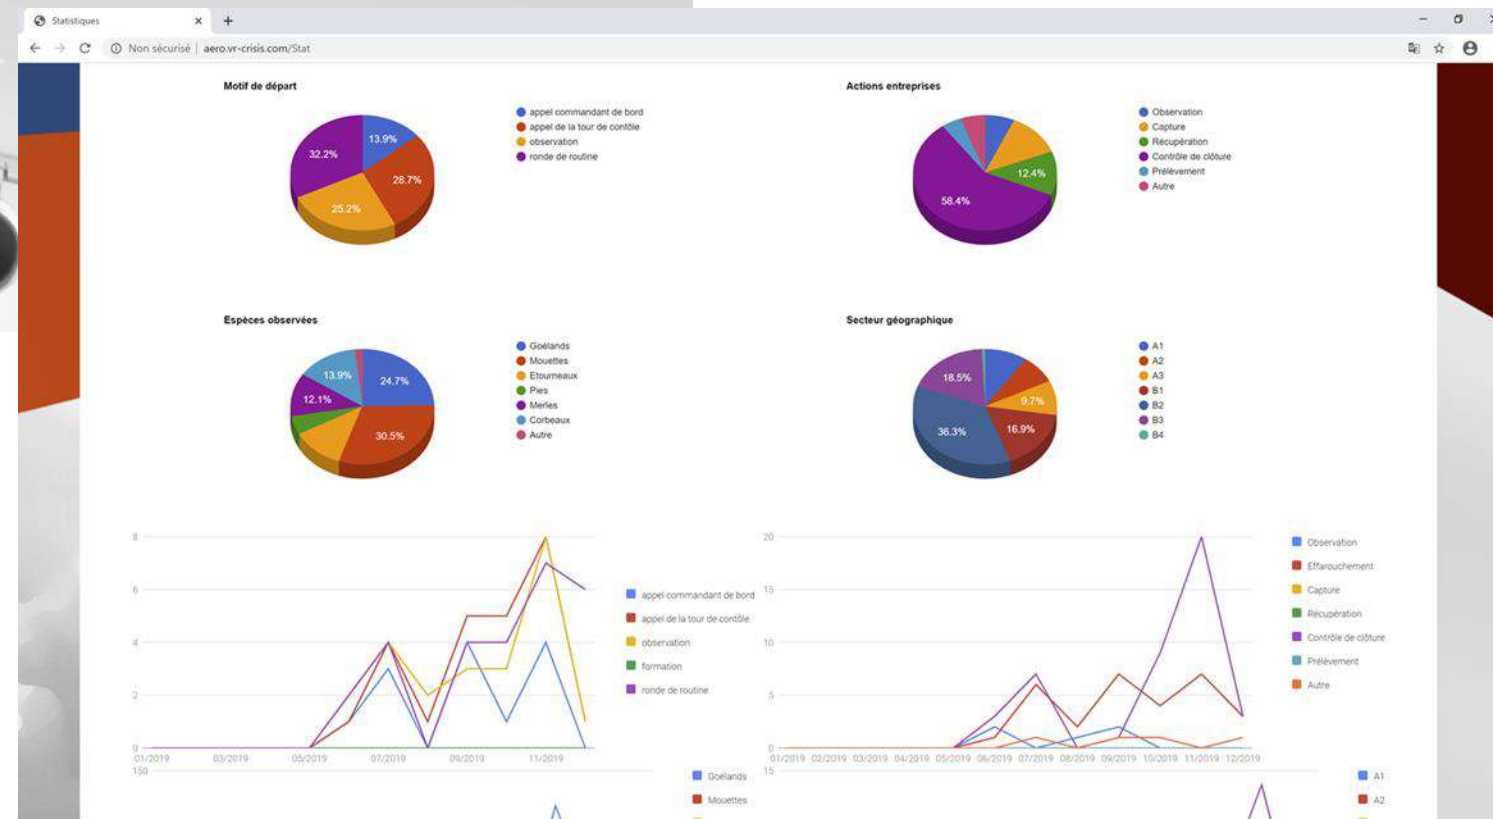 Statistiques
Non sécurisé | aero.vr-crisis.com/Stat
Motif de départ
13.9%
32.2%
28.7%
25.2%
appel commandant de bord
appel de la tour de contôle
observation
ronde de routine
Actions entreprises
12.4%
58.4%
Observation
Capture
Récupération
Contrôle de clôture
Prélèvement
Autre
Espèces observées
13.9%
24.7%
12.1%
30.5%
Goélands
Mouettes
Etourneaux
Pies
Merles
Corbeaux
Autre
Secteur géographique
18.5%
9.7%
36.3%
16.9%
A1
A2
A3
B1
B2
B3
B4
8
6
4
2
0
01/2019 03/2019 05/2019 07/2019 09/2019 11/2019
appel commandant de bord
appel de la tour de contôle
observation
formation
ronde de routine
20
15
10
5
0
01/2019 02/2019 03/2019 04/2019 05/2019 06/2019 07/2019 08/2019 09/2019 10/2019 11/2019 12/2019
Observation
Effarouchement
Capture
Récupération
Contrôle de clôture
Prélèvement
Autre
150
Goélands
Mouettes
15
A1
A2